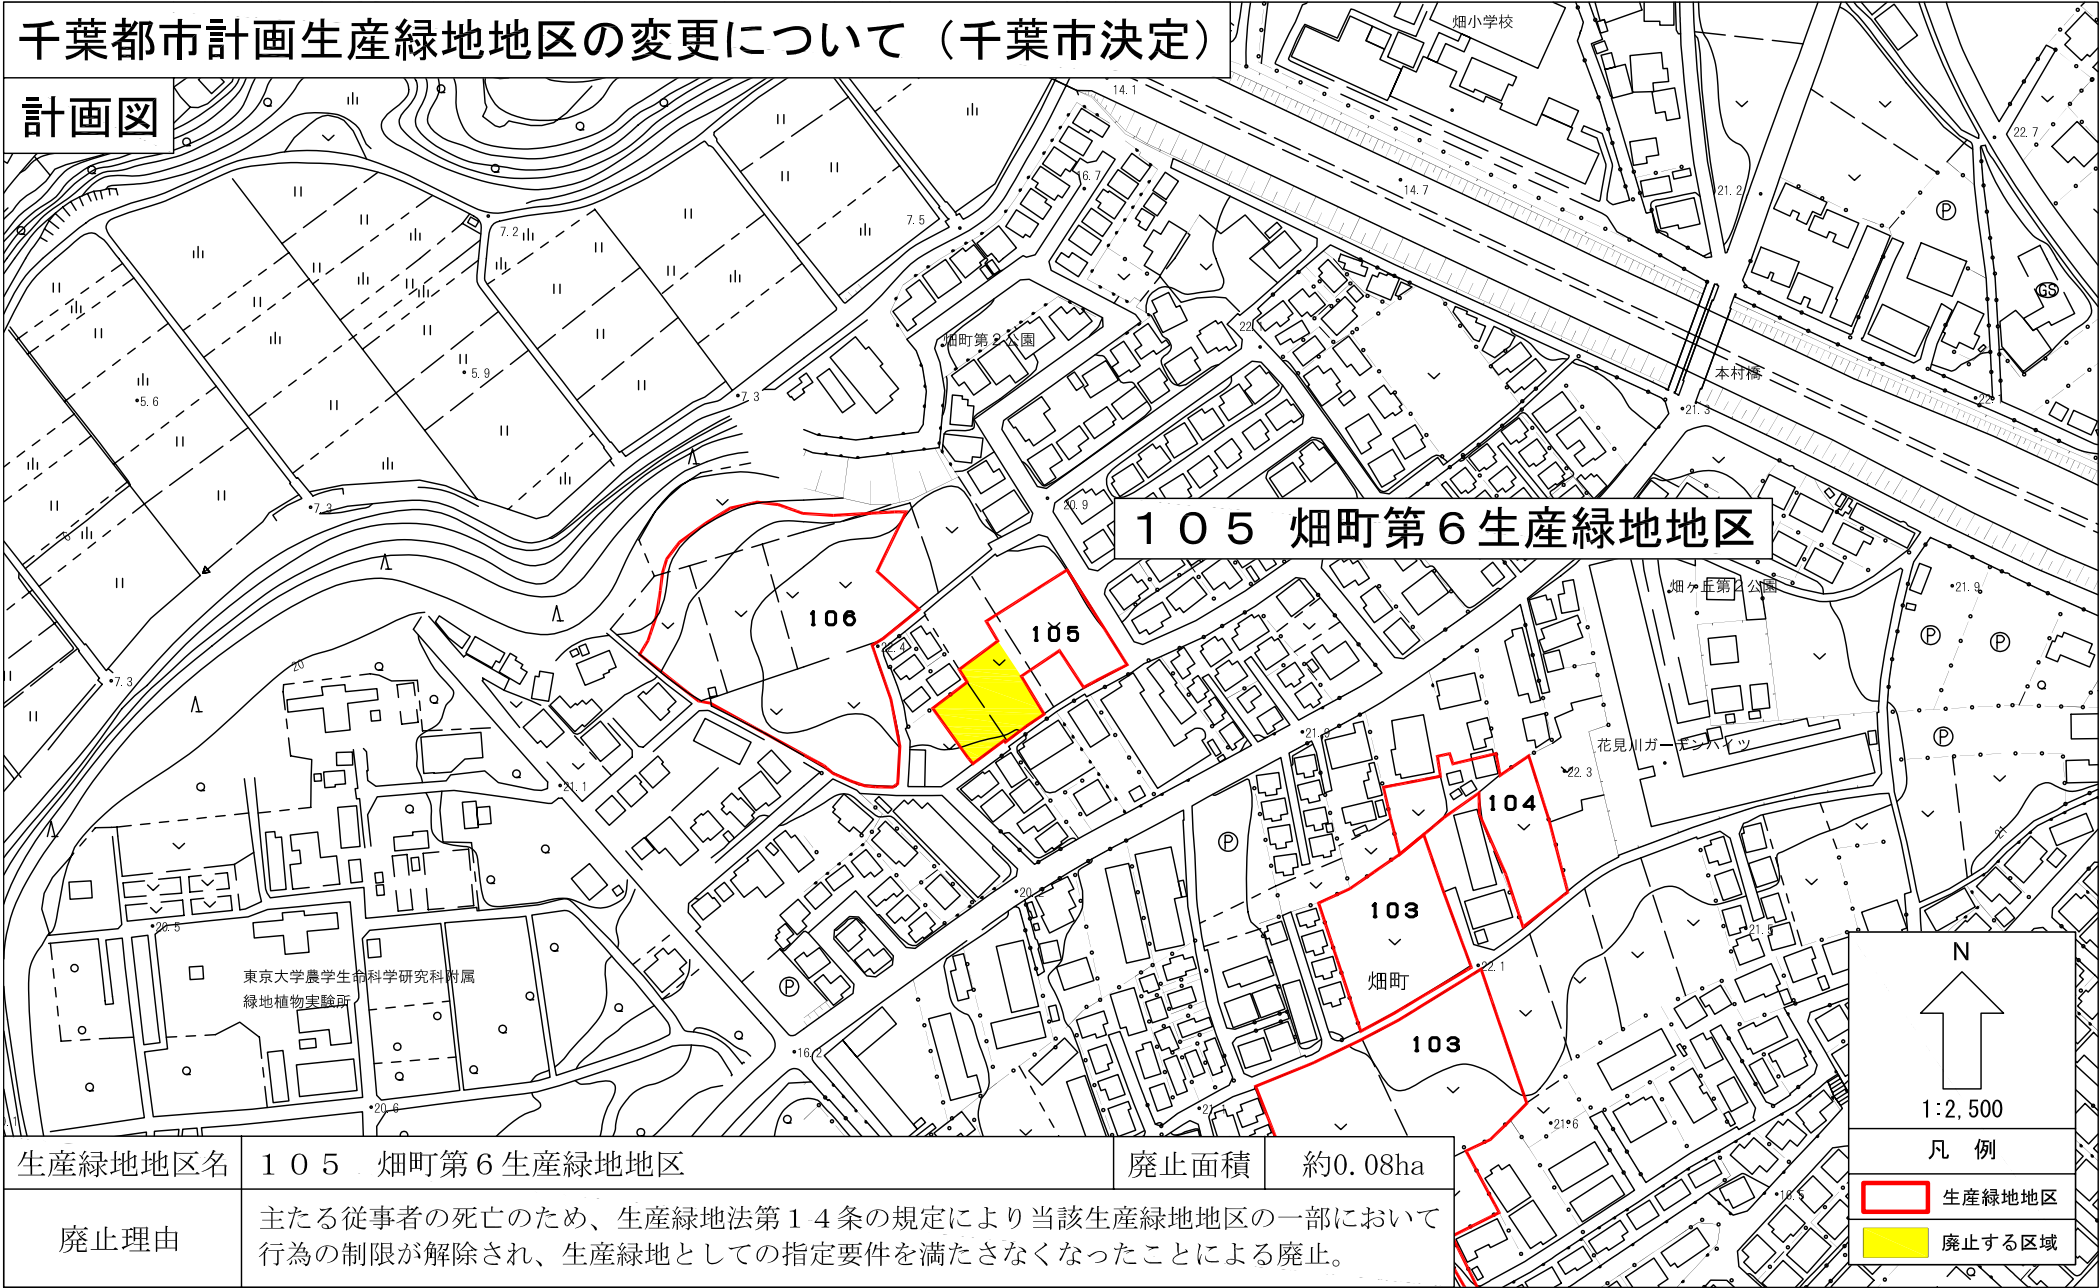 千葉都市計画生産緑地地区の変更について（千葉市決定）
計画図
畑小学校
14.1
22.7
16.7
14.7
21.2
Ⓟ
7.2
7.5
GS
畑町第2公園
22.1
5.9
本村橋
5.6
7.3
21.3
22.1
7.3
20.9
１０５　畑町第６生産緑地地区
畑ヶ丘第2公園
21.9
106
105
Ⓟ
Ⓟ
22.4
20
7.3
Ⓟ
花見川ガーデンハイツ
22.3
21.1
104
21
Ⓟ
20.2
103
20.5
21.5
東京大学農学生命科学研究科附属
緑地植物実験所
Ⓟ
22.1
畑町
103
16.2
20.6
21.6
16.5
N
1:2,500
凡　例
生産緑地地区
廃止する区域
生産緑地地区名
１０５　畑町第６生産緑地地区
廃止面積
約0.08ha
廃止理由
主たる従事者の死亡のため、生産緑地法第１４条の規定により当該生産緑地地区の一部において
行為の制限が解除され、生産緑地としての指定要件を満たさなくなったことによる廃止。